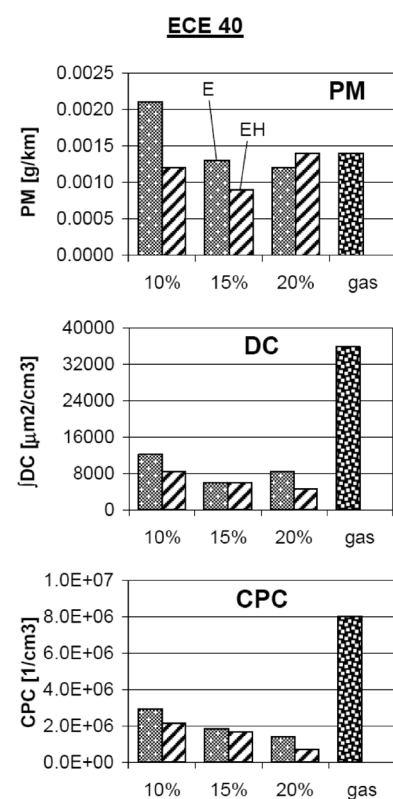 ECE 40
PM
PM [g/km]
0.0025
0.0020
0.0015
0.0010
0.0005
0.0000
E
EH
10% 15% 20% gas
DC
∫DC [µm2/cm3]
40000
32000
24000
16000
8000
0
10% 15% 20% gas
CPC
CPC [1/cm3]
1.0E+07
8.0E+06
6.0E+06
4.0E+06
2.0E+06
0.0E+00
10% 15% 20% gas